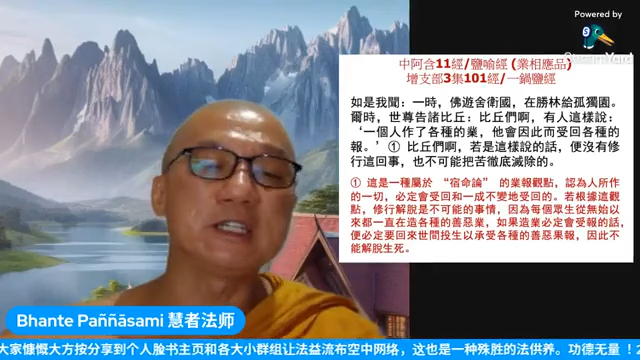 Powered by
StreamYard
中阿含11經/鹽喻經 (業相應品)
增支部3集101經/一鍋鹽經
如是我聞：一時，佛遊舍衛國，在勝林給孤獨園。
爾時，世尊告諸比丘：比丘們啊，有人這樣說：
‘一個人作了各種的業，他會因此而受回各種的
報。’① 比丘們啊，若是這樣說的話，便沒有修
行這回事，也不可能把苦徹底滅除的。
① 這是一種屬於 “宿命論” 的業報觀點，認為人所作
的一切，必定會受回和一成不變地受回的。若根據這觀
點，修行解脫是不可能的事情，因為每個眾生從無始以
來都一直在造各種的善惡業，如果造業必定會受報的話，
便必定要回來世間投生以承受各種的善惡果報，因此不
能解脫生死。
Bhante Paññāsami 慧者法师
大家慷慨大方按分享到个人脸书主页和各大小群组让法益流布空中网络，这也是一种殊胜的法供养。功德无量 ！